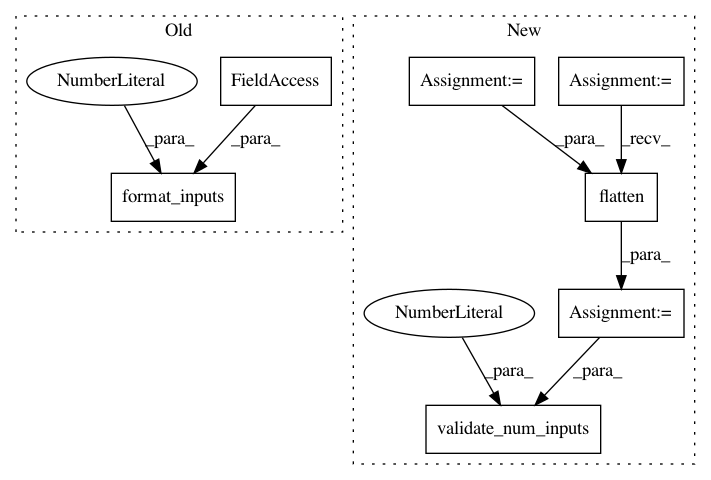 Old
New
NumberLiteral
FieldAccess
Assignment:=
Assignment:=
_para_
_para_
_para_
_recv_
format_inputs
flatten
_para_
NumberLiteral
Assignment:=
_para_
_para_
validate_num_inputs